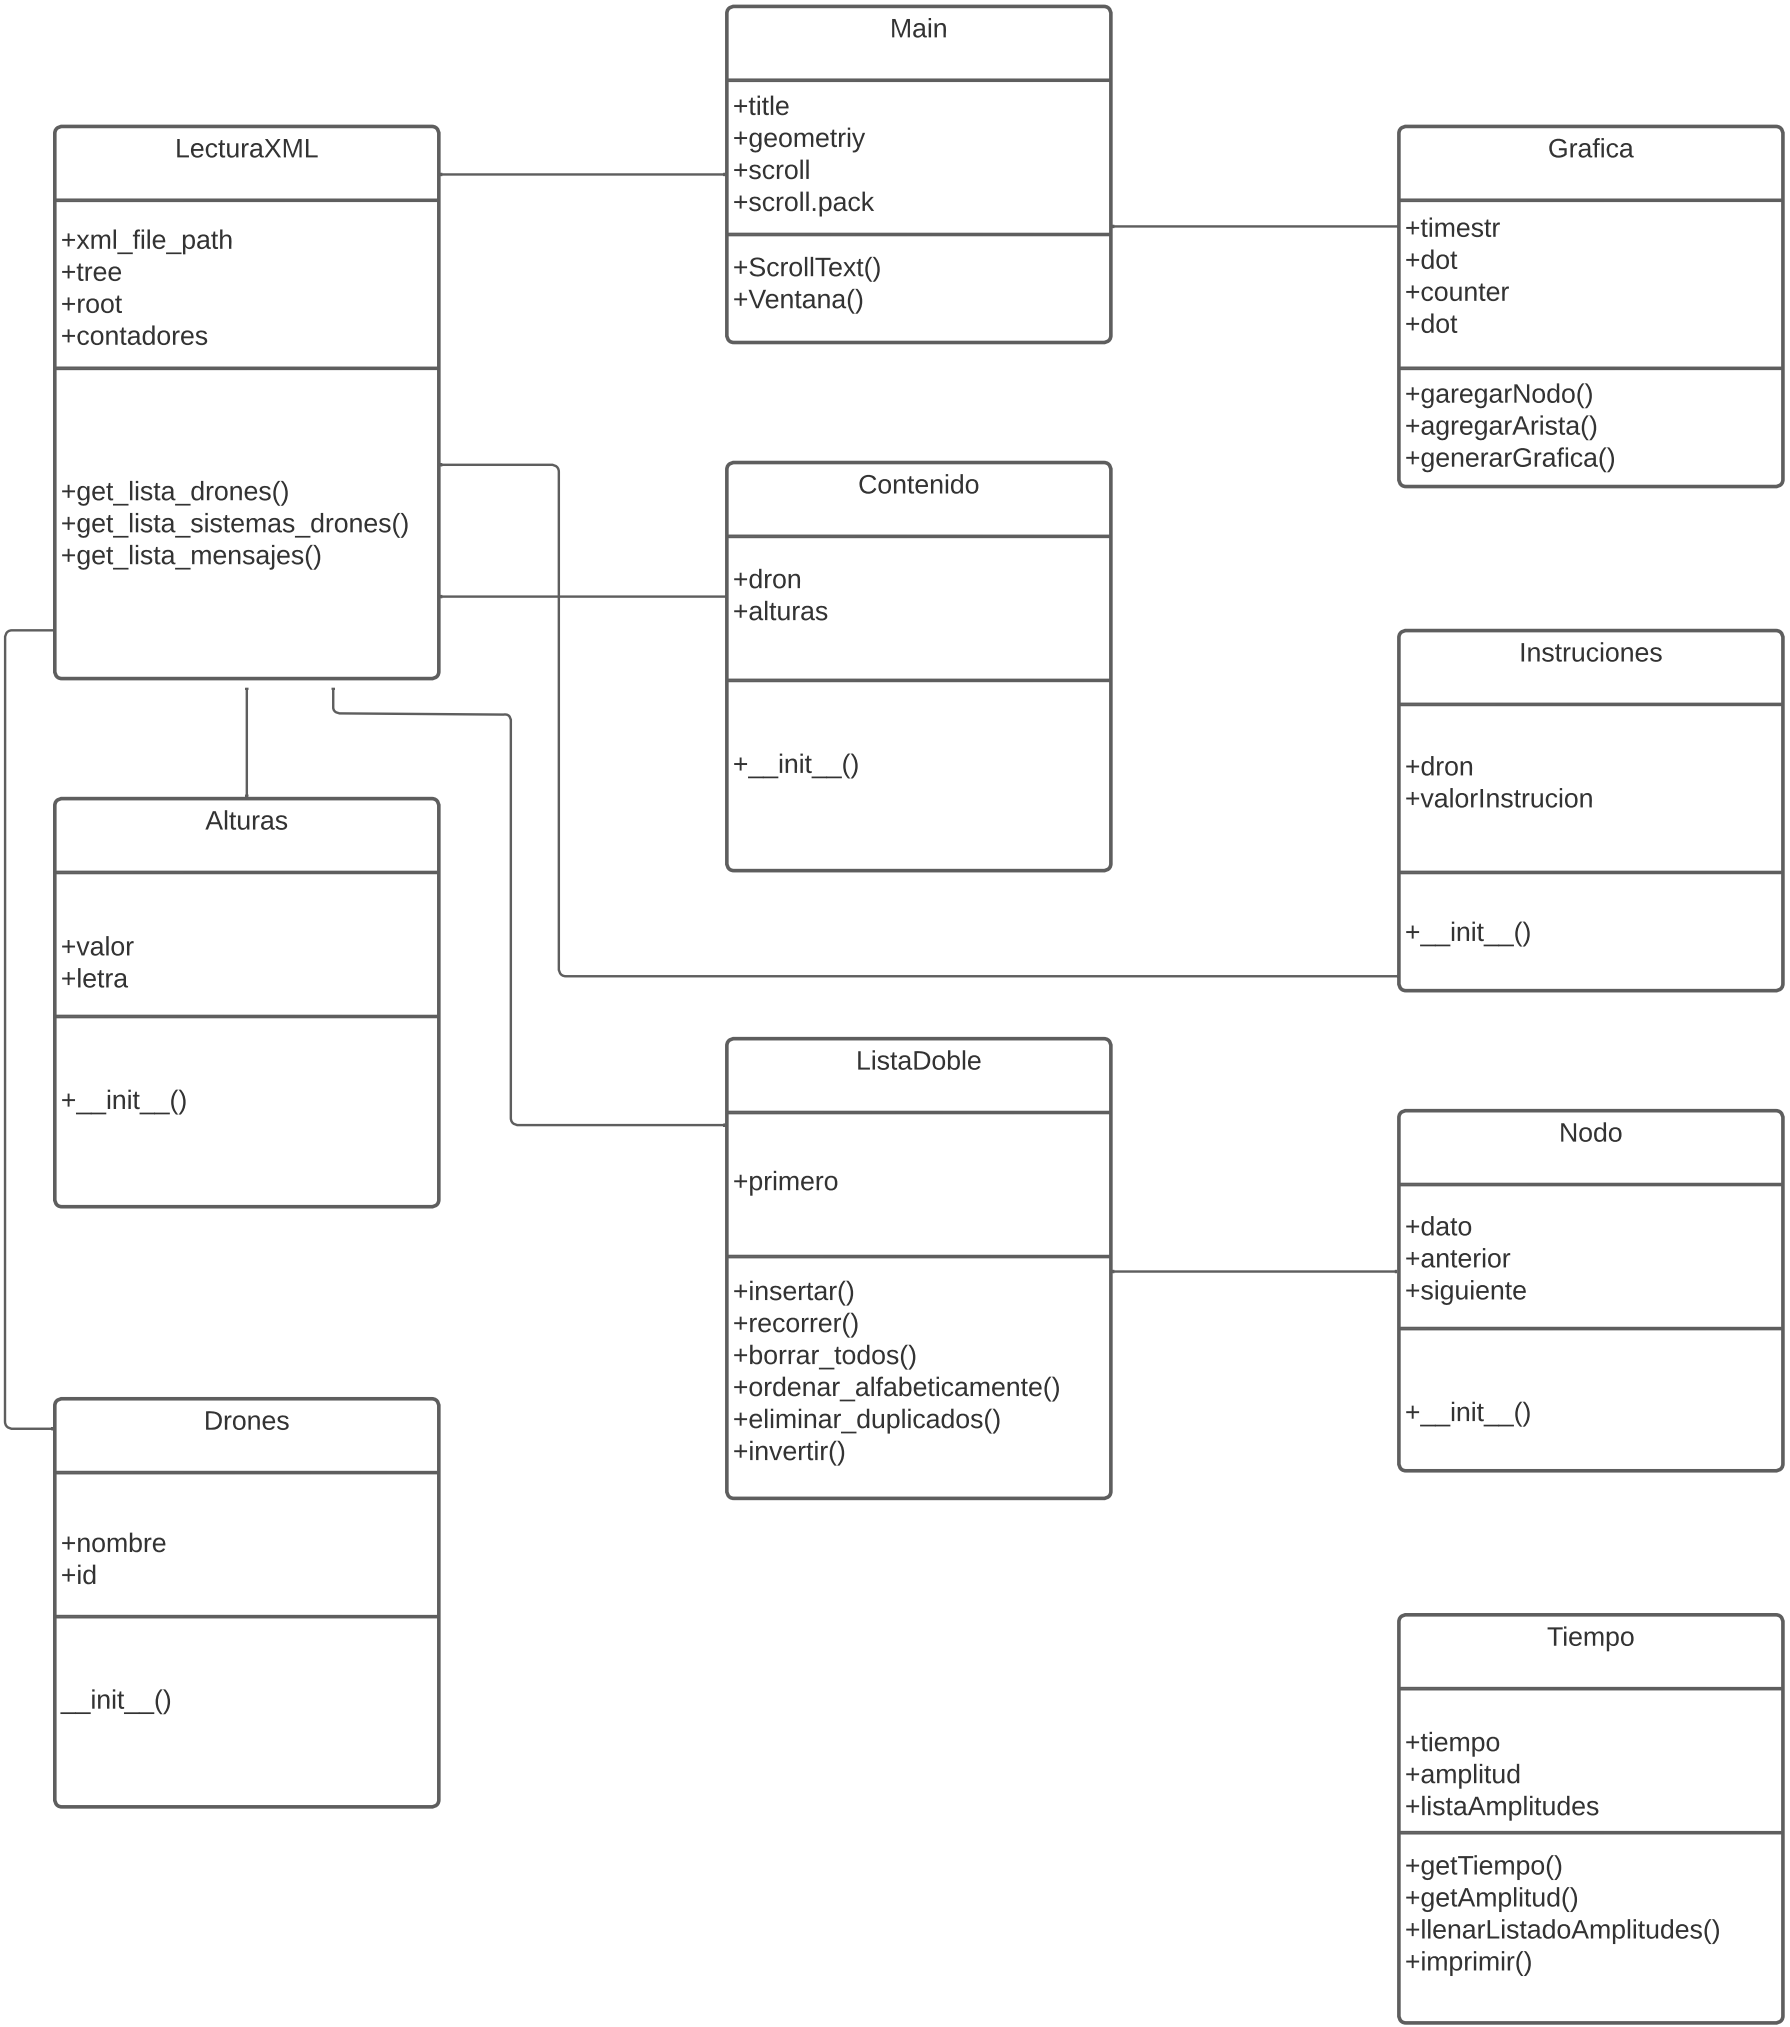 Main
+title
+geometriy
+scroll
+scroll.pack
+ScrollText()
+Ventana()
LecturaXML
+xml_file_path
+tree
+root
+contadores
+get_lista_drones()
+get_lista_sistemas_drones()
+get_lista_mensajes()
Grafica
+timestr
+dot
+counter
+dot
+garegarNodo()
+agregarArista()
+generarGrafica()
Contenido
+dron
+alturas
+__init__()
Instruciones
+dron
+valorInstrucion
+__init__()
Alturas
+valor
+letra
+__init__()
ListaDoble
+primero
+insertar()
+recorrer()
+borrar_todos()
+ordenar_alfabeticamente()
+eliminar_duplicados()
+invertir()
Nodo
+dato
+anterior
+siguiente
+__init__()
Drones
+nombre
+id
__init__()
Tiempo
+tiempo
+amplitud
+listaAmplitudes
+getTiempo()
+getAmplitud()
+llenarListadoAmplitudes()
+imprimir()